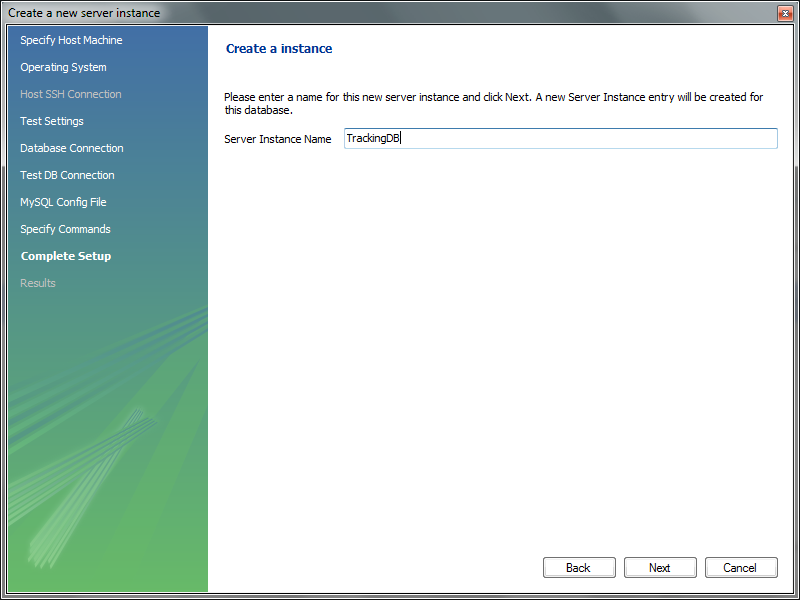 Create a new server instance
Specify Host Machine
Operating System
Host SSH Connection
Test Settings
Database Connection
Test DB Connection
MySQL Config File
Specify Commands
Complete Setup
Results
Create a instance
Please enter a name for this new server instance and click Next. A new Server Instance entry will be created for
this database.
Server Instance Name TrackingDB
Back Next Cancel